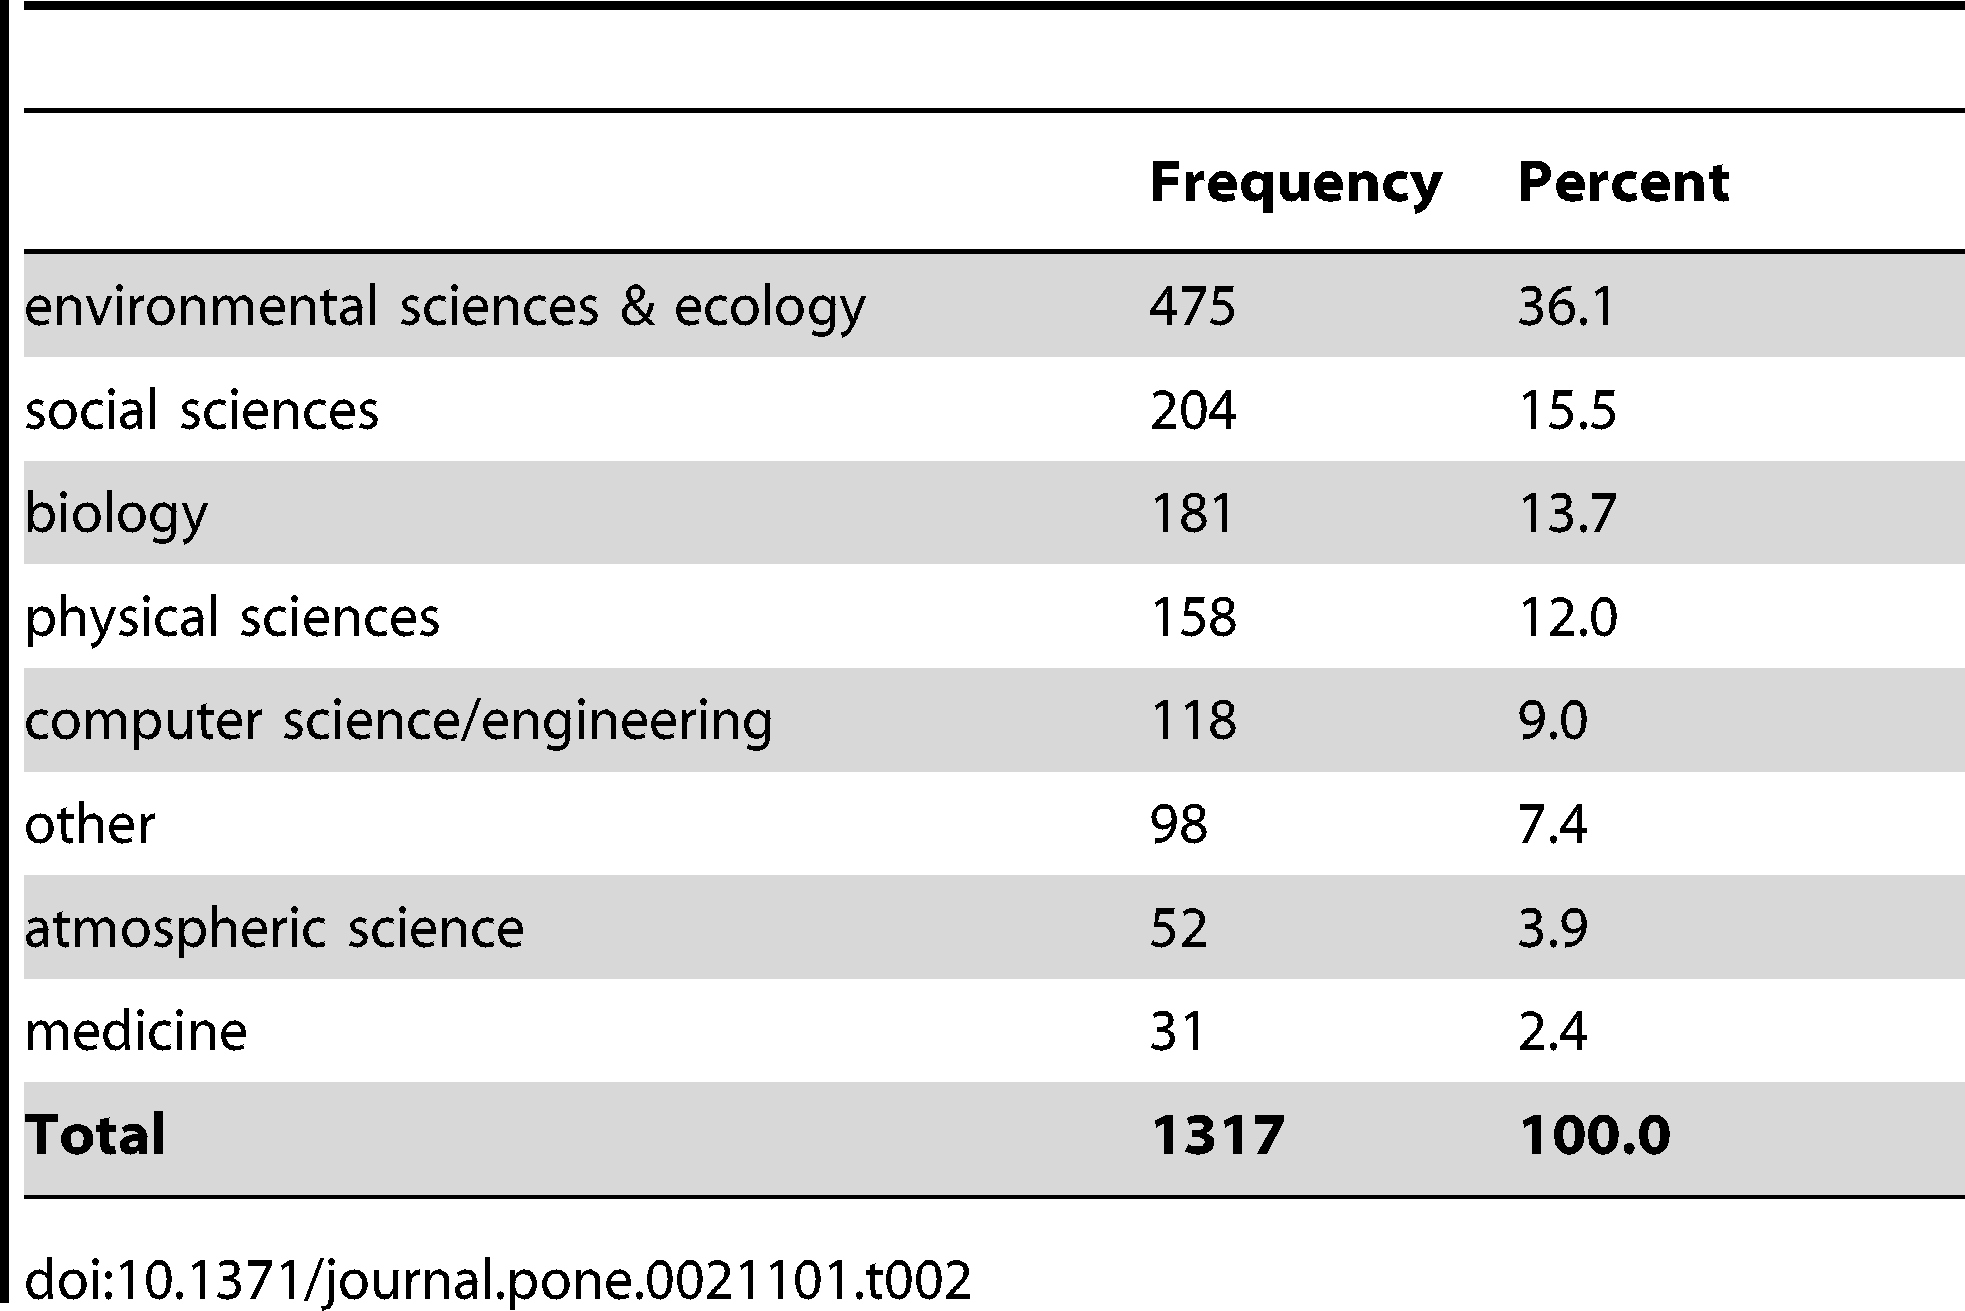 Frequency Percent
environmental sciences & ecology 475 36.1
social sciences 204 15.5
biology 181 13.7
physical sciences 158 12.0
computer science/engineering 118 9.0
other 98 7.4
atmospheric science 52 3.9
medicine 31 2.4
Total 1317 100.0
doi:10.1371/journal.pone.0021101.t002